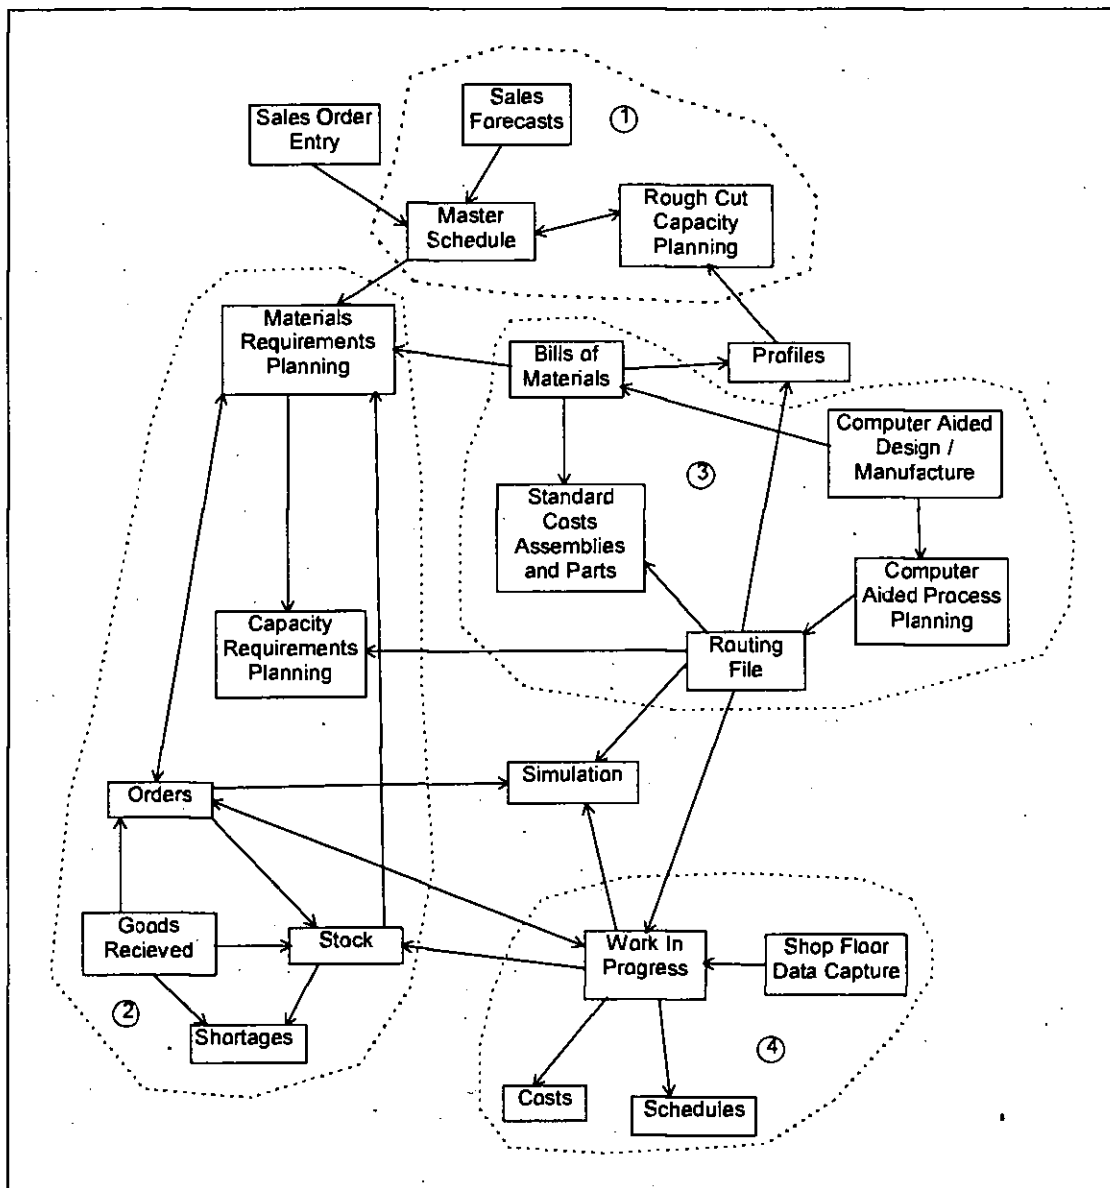 Sales Order
Entry
Sales
Forecasts
1
Master
Schedule
Rough Cut
Capacity
Planning
Materials
Requirements
Planning
Bills of
Materials
Profiles
Computer Aided
Design /
Manufacture
3
Standard
Costs
Assemblies
and Parts
Computer
Aided Process
Planning
Capacity
Requirements
Planning
Routing
File
Simulation
Orders
Goods
Recieved
Stock
Work In
Progress
Shop Floor
Data Capture
2
Shortages
4
Costs
Schedules